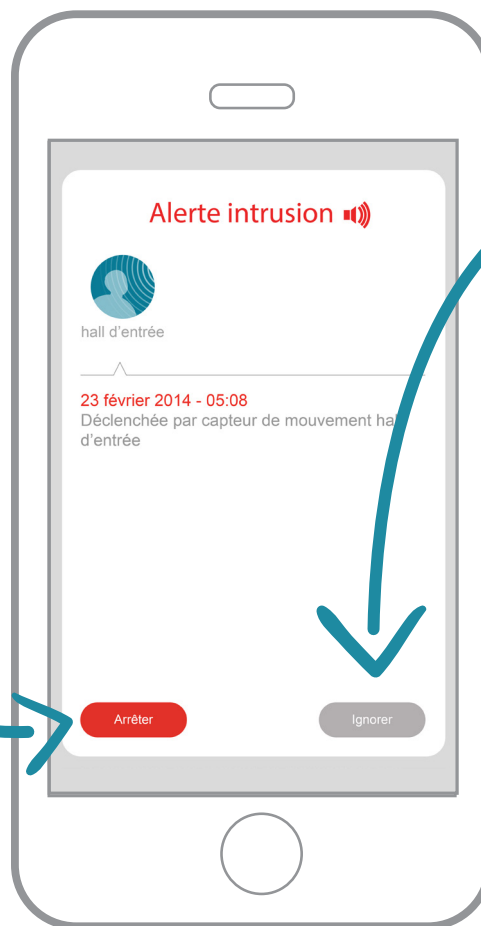 Alerte intrusion
hall d'entrée
23 février 2014 - 05:08
Déclenchée par capteur de mouvement hall
d'entrée
Arrêter
Ignorer